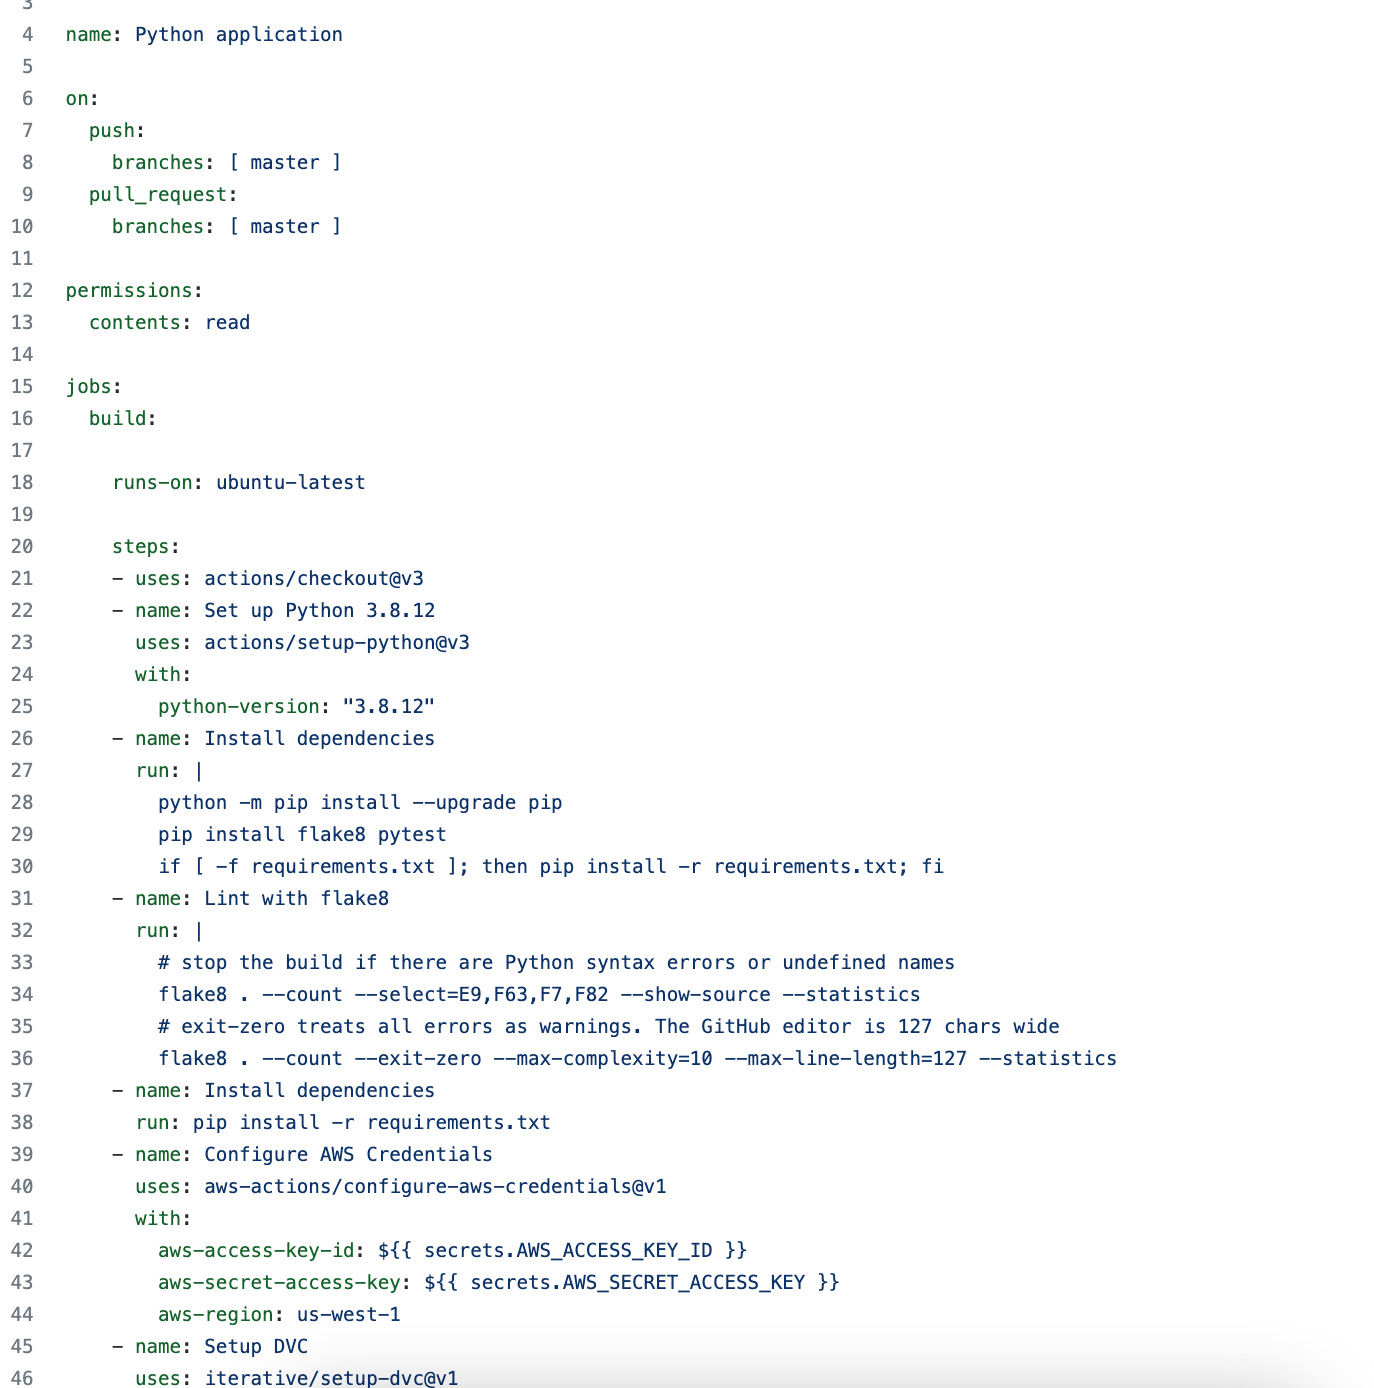 3
4 name: Python application
5
6 on:
7   push:
8     branches: [ master ]
9   pull_request:
10     branches: [ master ]
11
12 permissions:
13   contents: read
14
15 jobs:
16   build:
17
18     runs-on: ubuntu-latest
19
20     steps:
21     - uses: actions/checkout@v3
22     - name: Set up Python 3.8.12
23       uses: actions/setup-python@v3
24       with:
25         python-version: "3.8.12"
26     - name: Install dependencies
27       run: |
28         python -m pip install --upgrade pip
29         pip install flake8 pytest
30         if [ -f requirements.txt ]; then pip install -r requirements.txt; fi
31     - name: Lint with flake8
32       run: |
33         # stop the build if there are Python syntax errors or undefined names
34         flake8 . --count --select=E9,F63,F7,F82 --show-source --statistics
35         # exit-zero treats all errors as warnings. The GitHub editor is 127 chars wide
36         flake8 . --count --exit-zero --max-complexity=10 --max-line-length=127 --statistics
37     - name: Install dependencies
38       run: pip install -r requirements.txt
39     - name: Configure AWS Credentials
40       uses: aws-actions/configure-aws-credentials@v1
41       with:
42         aws-access-key-id: ${{ secrets.AWS_ACCESS_KEY_ID }}
43         aws-secret-access-key: ${{ secrets.AWS_SECRET_ACCESS_KEY }}
44         aws-region: us-west-1
45     - name: Setup DVC
46       uses: iterative/setup-dvc@v1